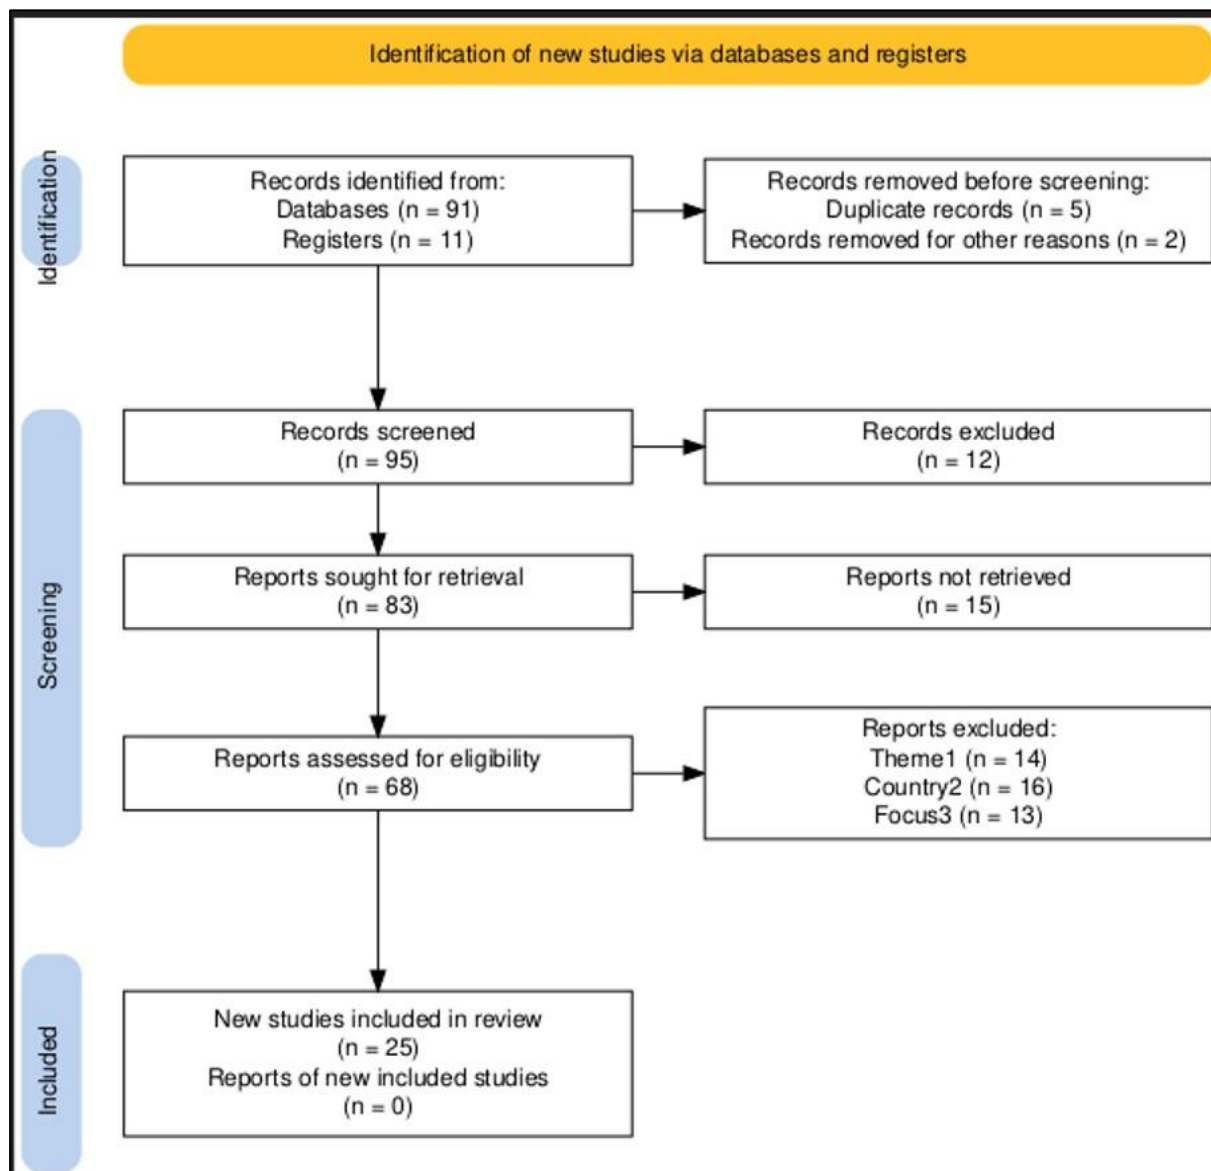 Identification of new studies via databases and registers
Identification
Records identified from:
Databases (n = 91)
Registers (n = 11)
Records removed before screening:
Duplicate records (n = 5)
Records removed for other reasons (n = 2)
Screening
Records screened
(n = 95)
Records excluded
(n = 12)
Reports sought for retrieval
(n = 83)
Reports not retrieved
(n = 15)
Reports assessed for eligibility
(n = 68)
Reports excluded:
Theme1 (n = 14)
Country2 (n = 16)
Focus3 (n = 13)
Included
New studies included in review
(n = 25)
Reports of new included studies
(n = 0)